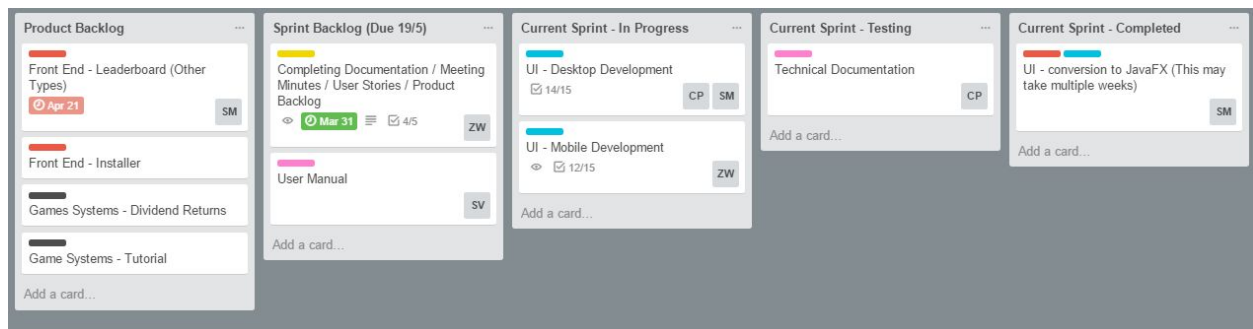 Product Backlog ...
Front End - Leaderboard (Other
Types)
Apr 21
SM
Front End - Installer
Games Systems - Dividend Returns
Game Systems - Tutorial
Add a card...
Sprint Backlog (Due 19/5) ...
Completing Documentation / Meeting
Minutes / User Stories / Product
Backlog
Mar 31 4/5
ZW
User Manual
SV
Add a card...
Current Sprint - In Progress ...
UI - Desktop Development
14/15
CP SM
UI - Mobile Development
12/15
ZW
Add a card...
Current Sprint - Testing ...
Technical Documentation
CP
Add a card...
Current Sprint - Completed ...
UI - conversion to JavaFX (This may
take multiple weeks)
SM
Add a card...